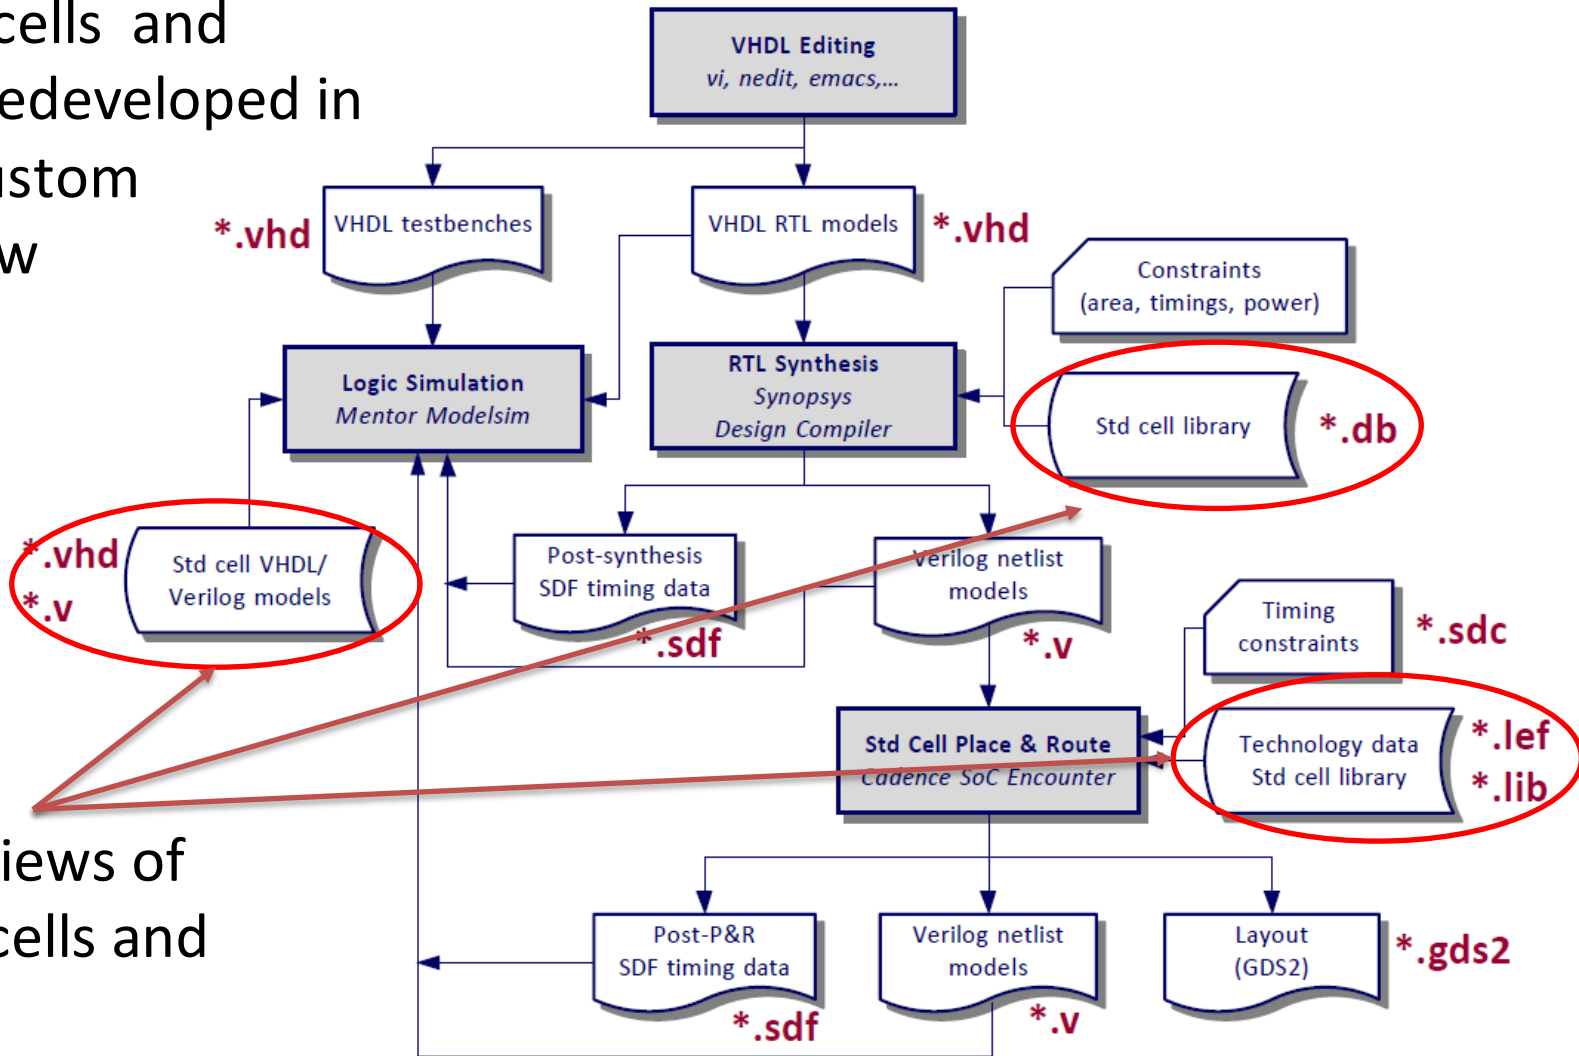 cells and
edeveloped in
ustom
w
VHDL Editing
vi, nedit, emacs,...
*.vhd
VHDL testbenches
VHDL RTL models
*.vhd
Constraints
(area, timings, power)
Logic Simulation
Mentor Modelsim
RTL Synthesis
Synopsys
Design Compiler
Std cell library
*.db
*.vhd
*.v
Std cell VHDL/
Verilog models
Post-synthesis
SDF timing data
*.sdf
Verilog netlist
models
*.v
Timing
constraints
*.sdc
Std Cell Place & Route
Cadence SoC Encounter
Technology data
Std cell library
*.lef
*.lib
iews of
cells and
Post-P&R
SDF timing data
*.sdf
Verilog netlist
models
*.v
Layout
(GDS2)
*.gds2